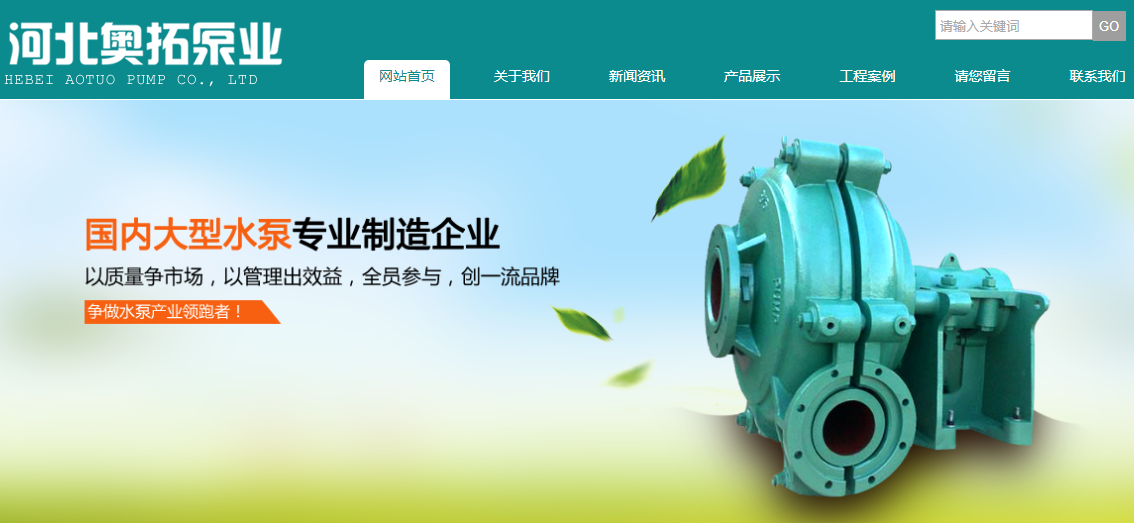 河北奥拓泵业
HEBEI AOTUO PUMP CO., LTD
请输入关键词 GO
网站首页 关于我们 新闻资讯 产品展示 工程案例 请您留言 联系我们
国内大型水泵专业制造企业
以质量争市场，以管理出效益，全员参与，创一流品牌
争做水泵产业领跑者！
PUMP